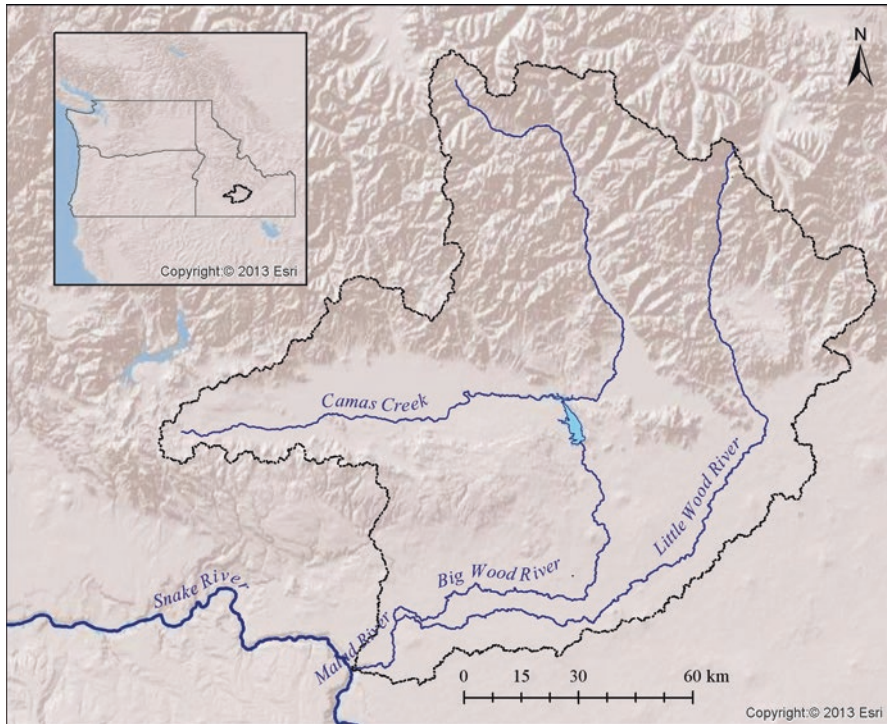 N
Copyright:© 2013 Esri
Camas Creek
Little Wood River
Big Wood River
Snake River
Malad River
0 15 30 60 km
Copyright:© 2013 Esri